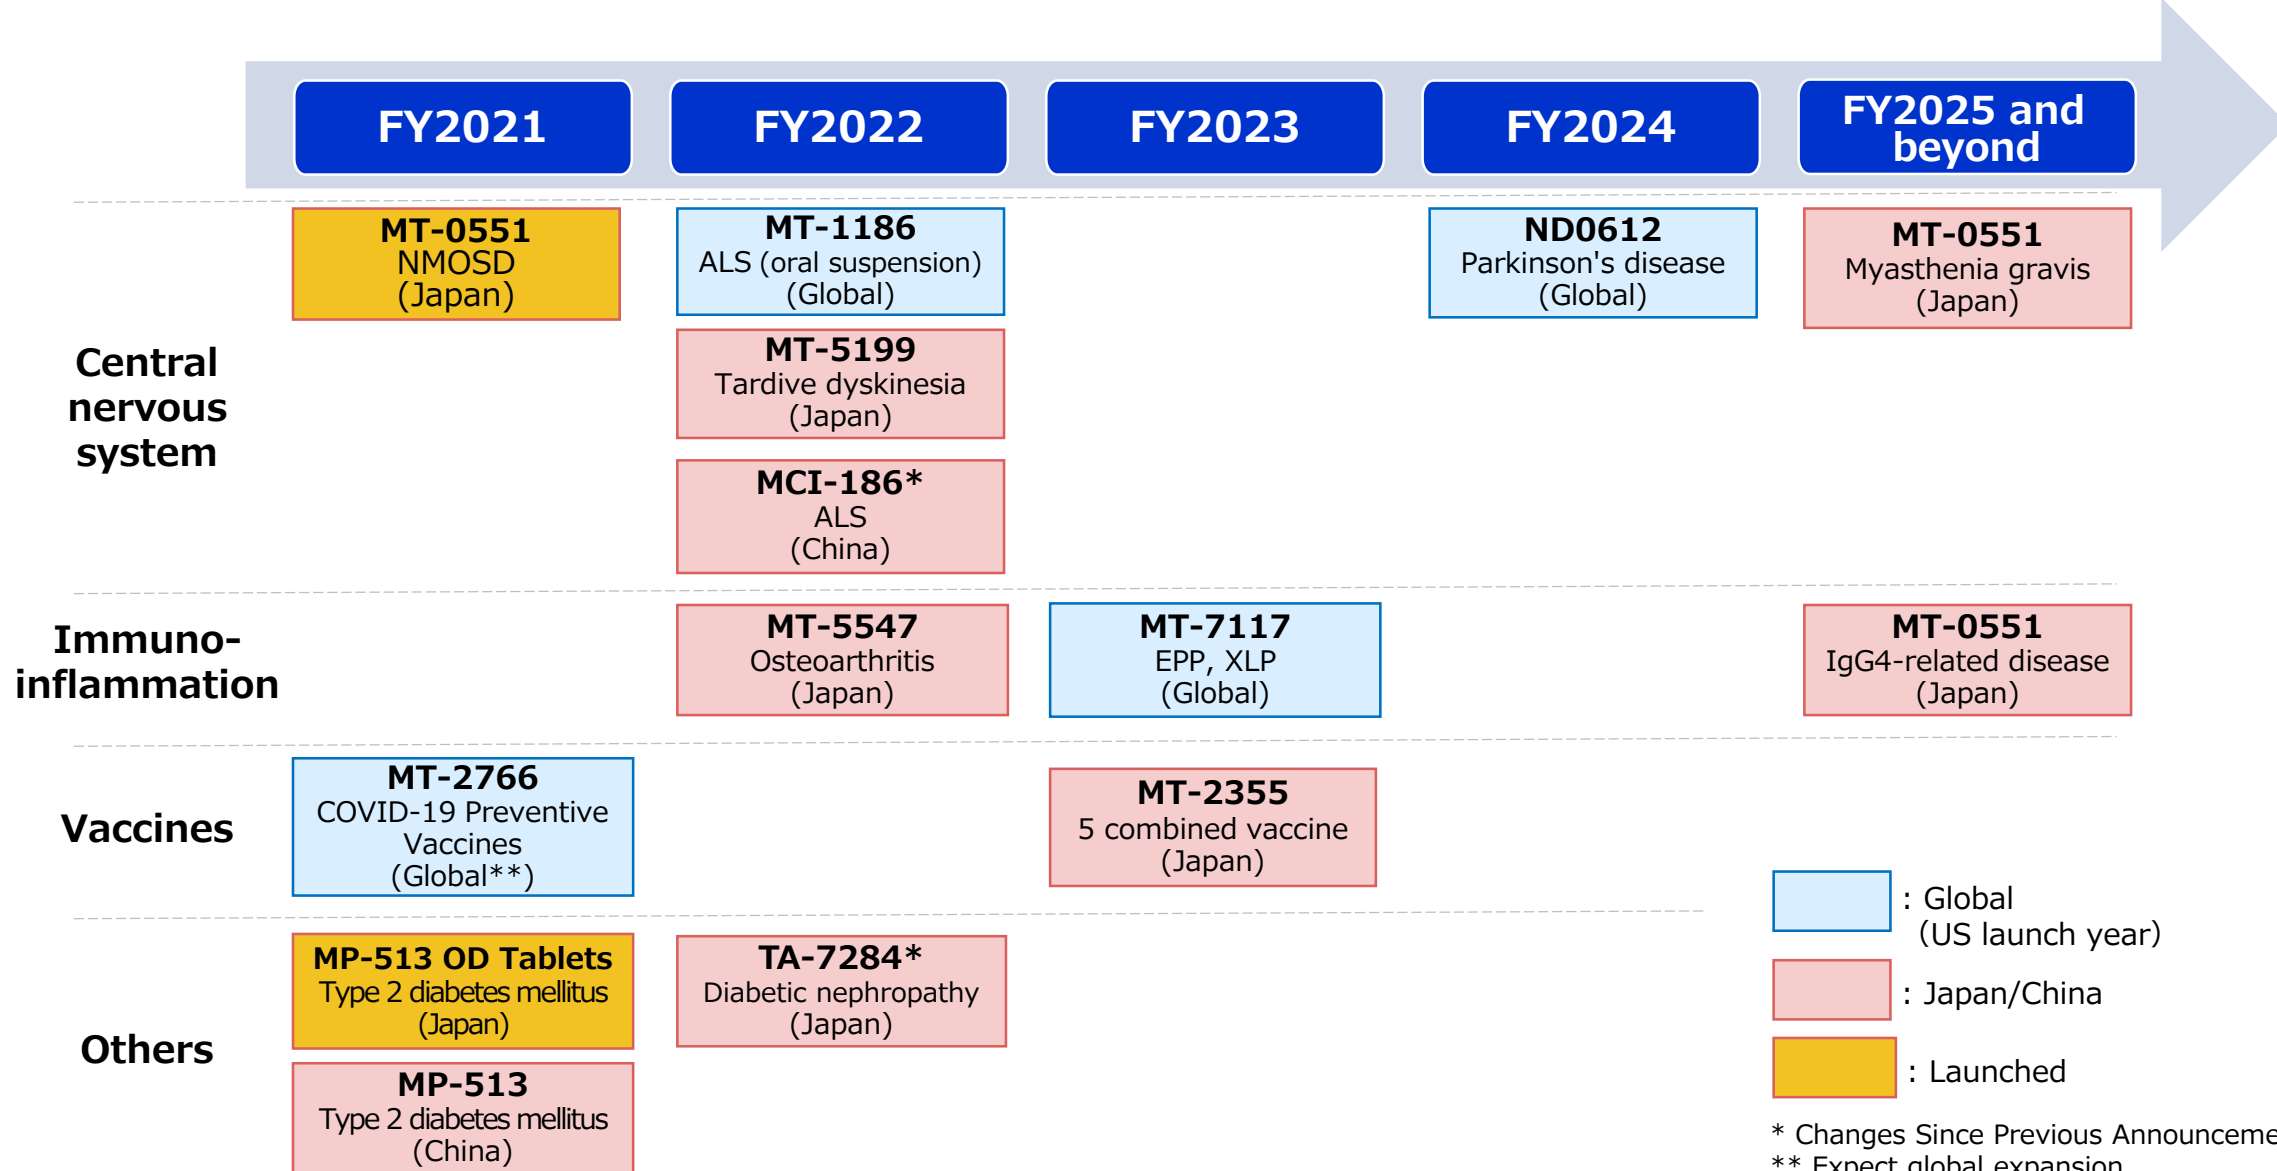 FY2021
FY2022
FY2023
FY2024
FY2025 and
beyond
Central
nervous
system
MT-0551
NMOSD
(Japan)
MT-1186
ALS (oral suspension)
(Global)
MT-5199
Tardive dyskinesia
(Japan)
MCI-186*
ALS
(China)
ND0612
Parkinson's disease
(Global)
MT-0551
Myasthenia gravis
(Japan)
Immuno-
inflammation
MT-5547
Osteoarthritis
(Japan)
MT-7117
EPP, XLP
(Global)
MT-0551
IgG4-related disease
(Japan)
Vaccines
MT-2766
COVID-19 Preventive
Vaccines
(Global**)
MT-2355
5 combined vaccine
(Japan)
Others
MP-513 OD Tablets
Type 2 diabetes mellitus
(Japan)
MP-513
Type 2 diabetes mellitus
(China)
TA-7284*
Diabetic nephropathy
(Japan)
: Global
(US launch year)
: Japan/China
: Launched
* Changes Since Previous
** Expect global expansion